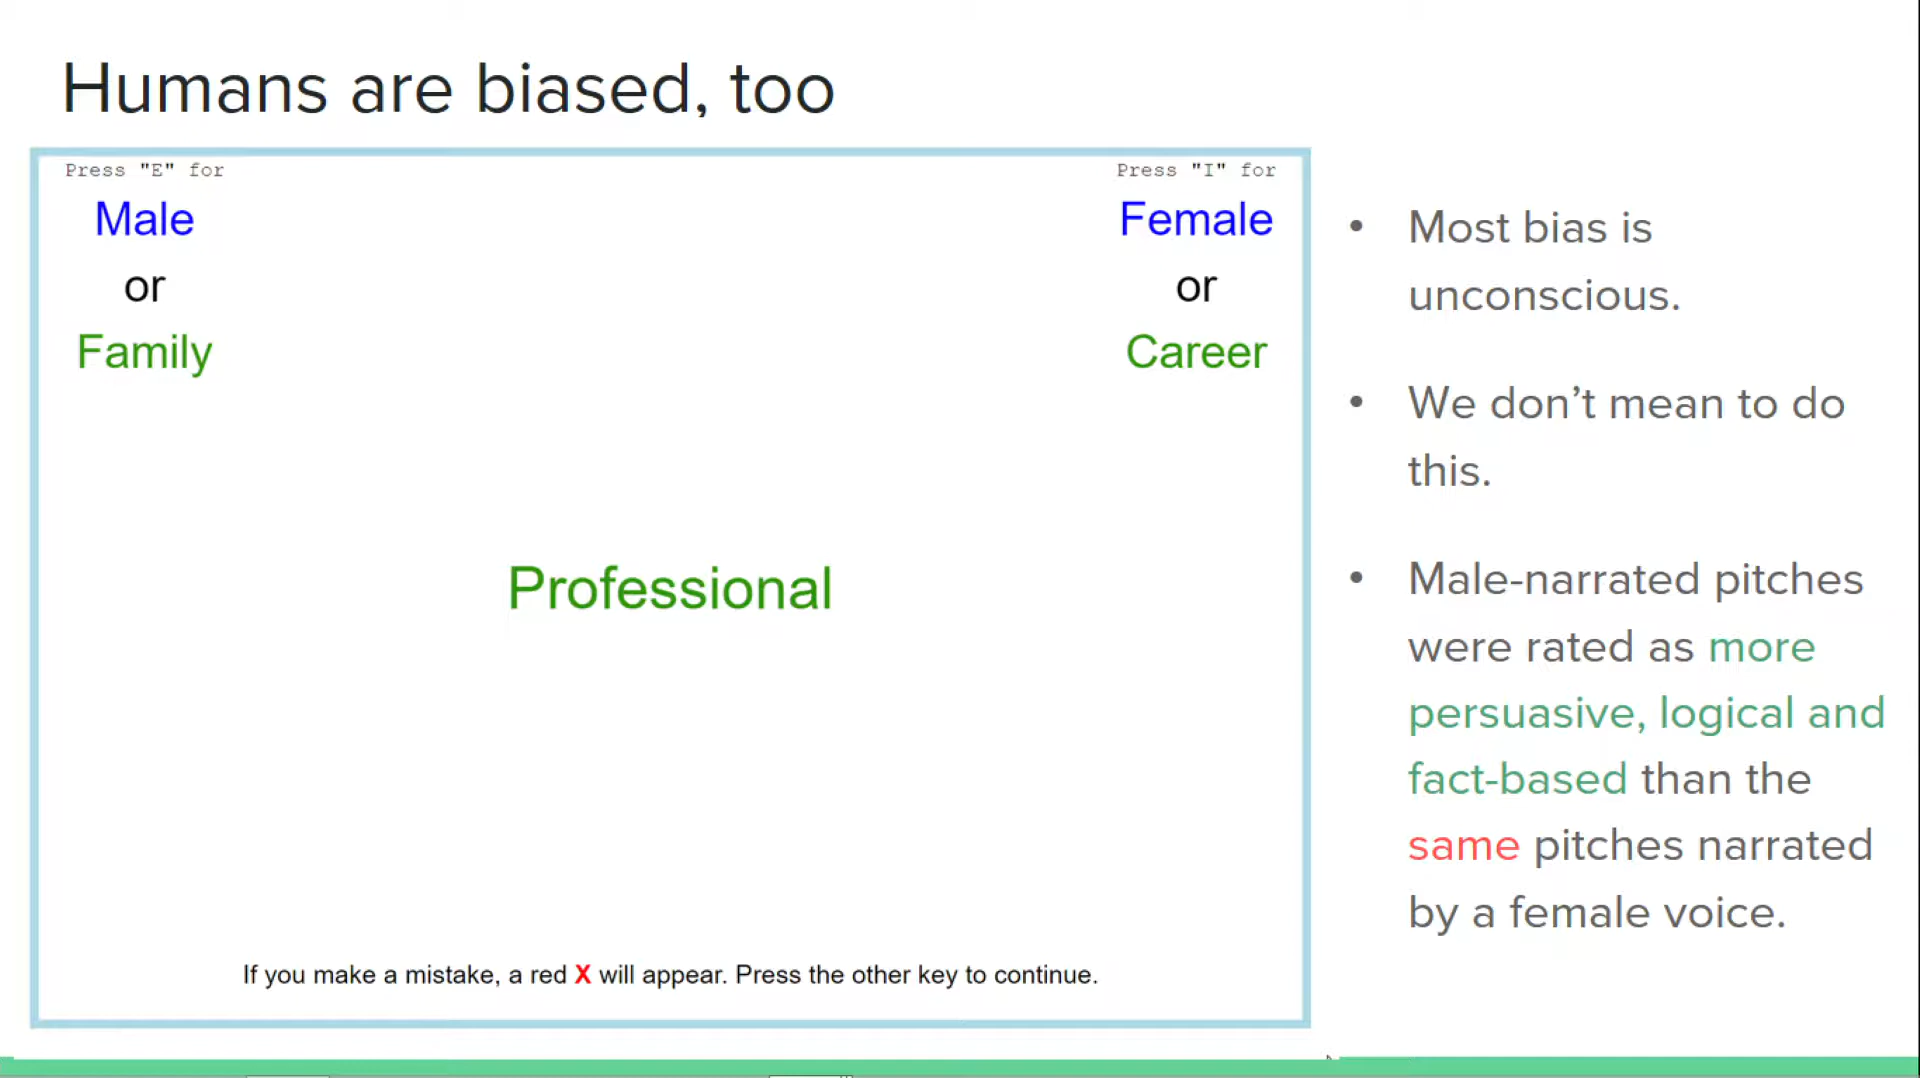 Humans are biased, too
Press "E" for
Male
or
Family
Press "I" for
Female
or
Career
Professional
If you make a mistake, a red X will appear. Press the other key to continue.
• Most bias is
unconscious.
• We don’t mean to do
this.
• Male-narrated pitches
were rated as more
persuasive, logical and
fact-based than the
same pitches narrated
by a female voice.